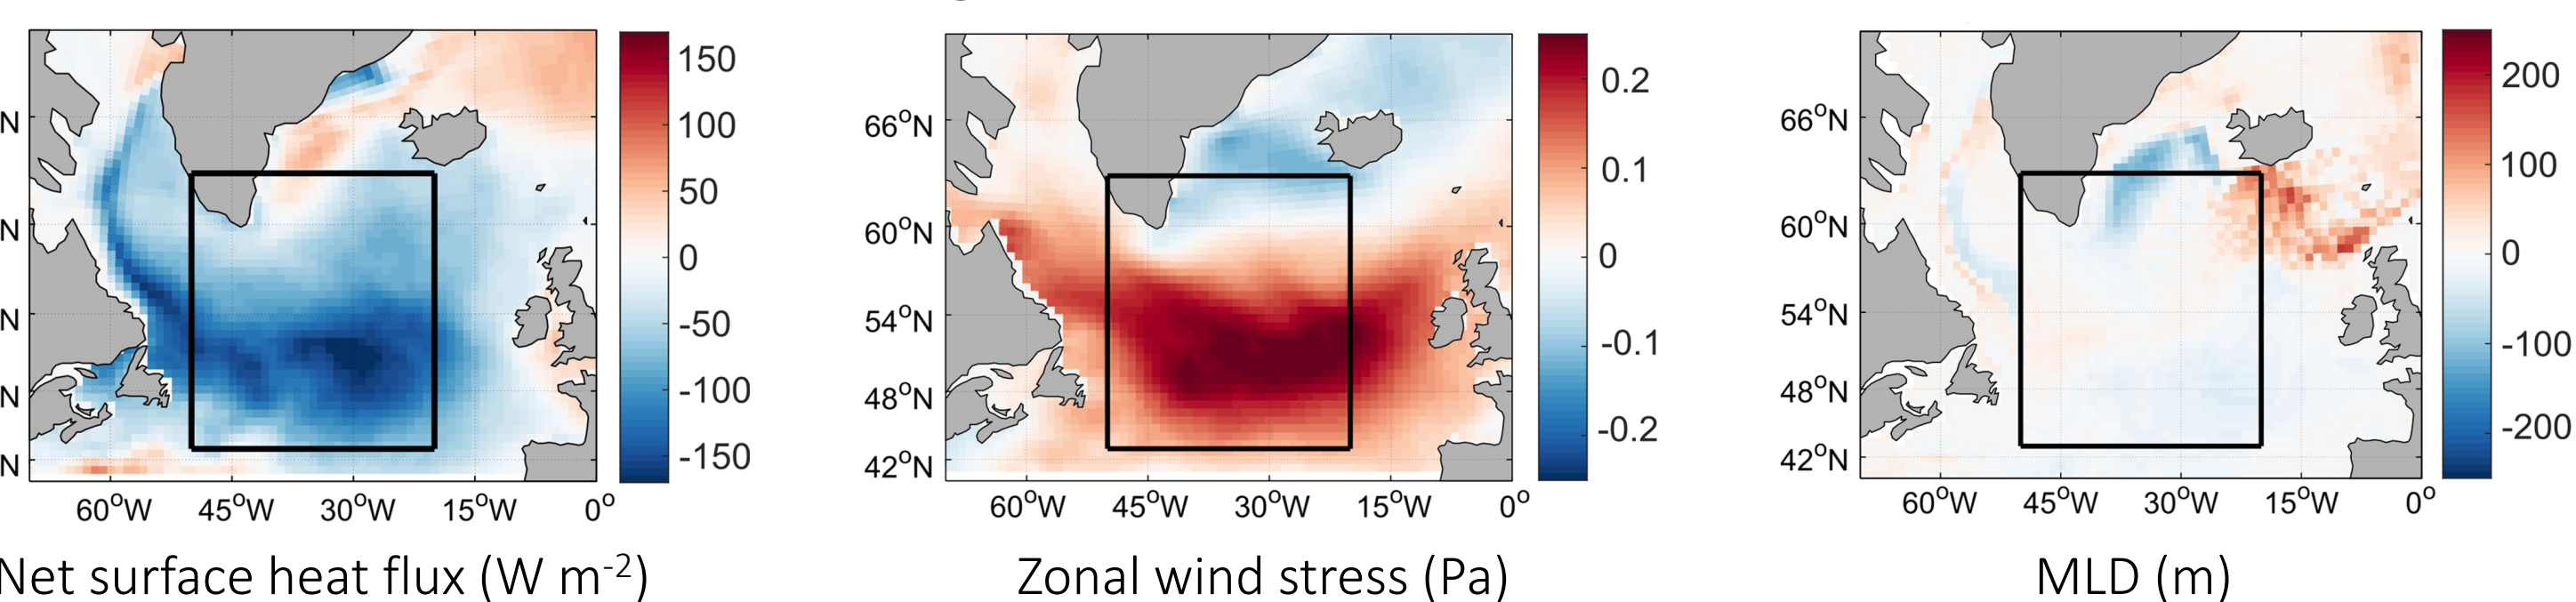 150
100
50
0
-50
-100
-150
N
N
N
N
N
60°W 45°W 30°W 15°W 0°
Net surface heat flux (W m-2)
66°N
60°N
54°N
48°N
42°N
0.2
0.1
0
-0.1
-0.2
60°W 45°W 30°W 15°W 0°
Zonal wind stress (Pa)
66°N
60°N
54°N
48°N
42°N
200
100
0
-100
-200
60°W 45°W 30°W 15°W 0°
MLD (m)